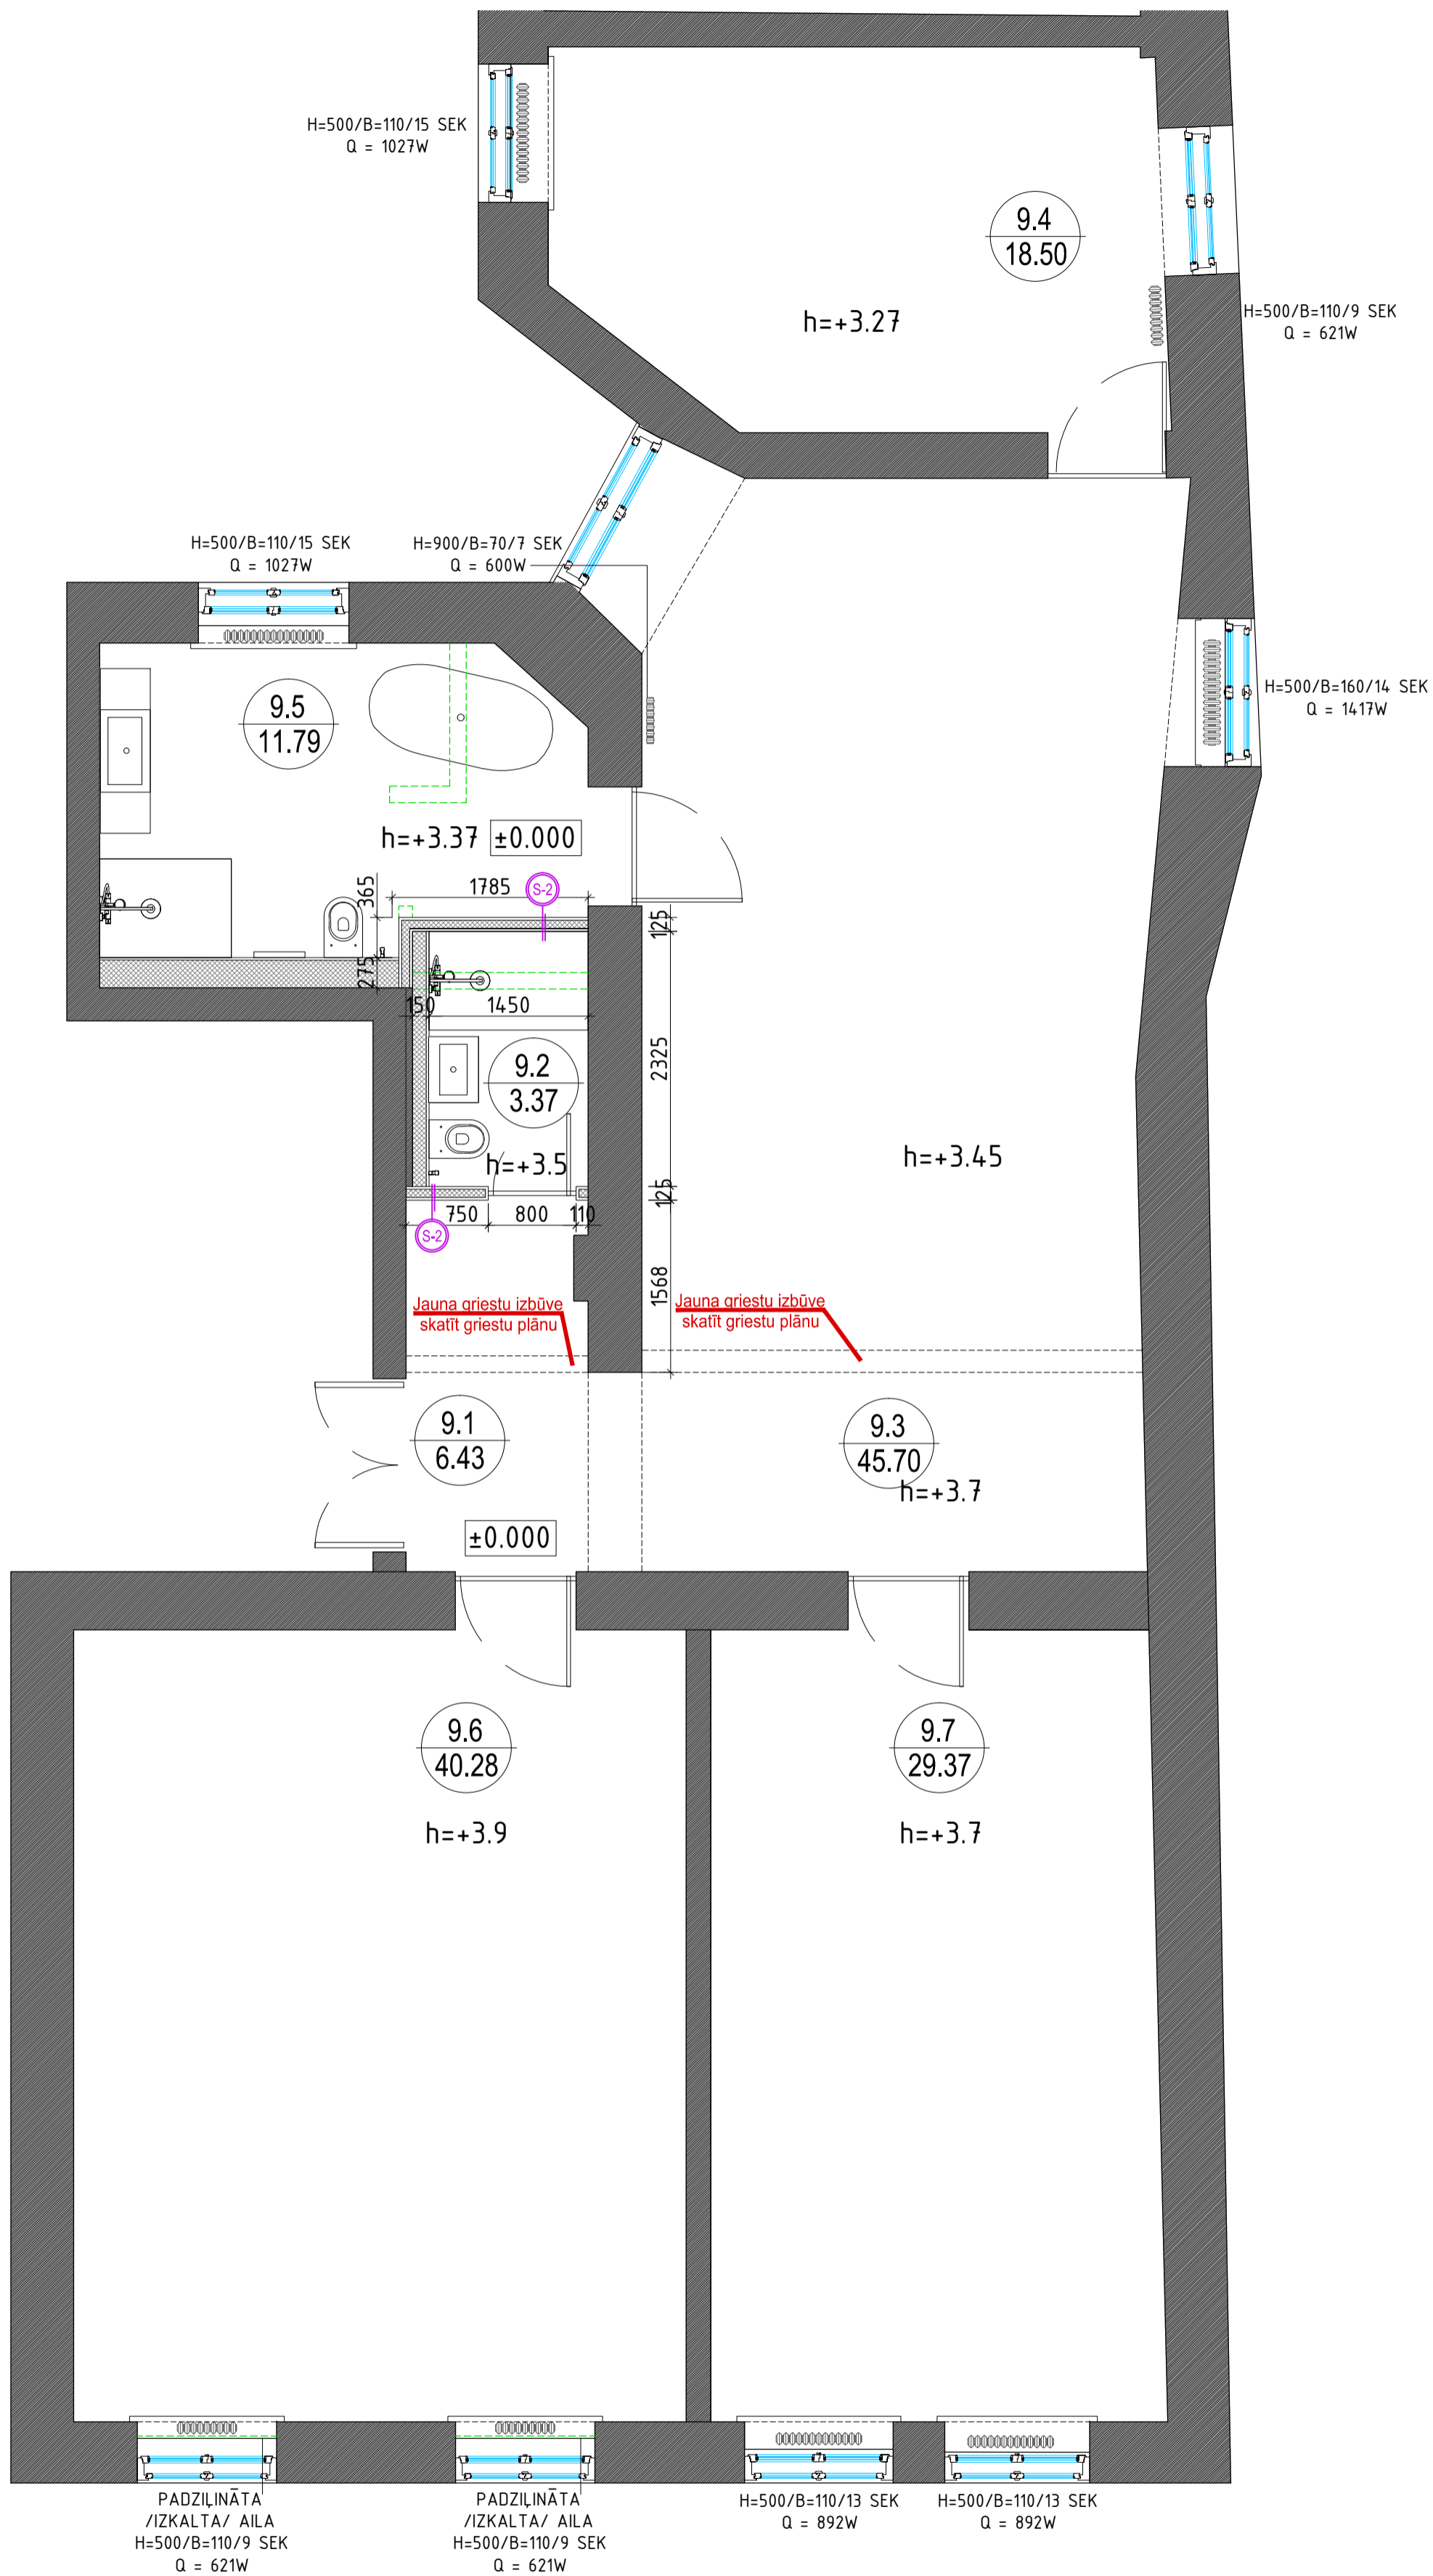 H=500/B=110/15 SEK
Q = 1027W
9.4
18.50
h=+3.27
H=500/B=110/9 SEK
Q = 621W
H=500/B=110/15 SEK
Q = 1027W
H=900/B=70/7 SEK
Q = 600W
9.5
11.79
H=500/B=160/14 SEK
Q = 1417W
h=+3.37
±0.000
365
1785
S-2
125
275
150
1450
9.2
3.37
2325
h=+3.5
h=+3.45
125
750
800
110
S-2
1568
Jauna griestu izbūve
skatīt griestu plānu
Jauna griestu izbūve
skatīt griestu plānu
9.1
6.43
9.3
45.70
h=+3.7
±0.000
9.6
40.28
h=+3.9
9.7
29.37
h=+3.7
PADZIĻINĀTA
/IZKALTA/ AILA
H=500/B=110/9 SEK
Q = 621W
PADZIĻINĀTA
/IZKALTA/ AILA
H=500/B=110/9 SEK
Q = 621W
H=500/B=110/13 SEK
Q = 892W
H=500/B=110/13 SEK
Q = 892W